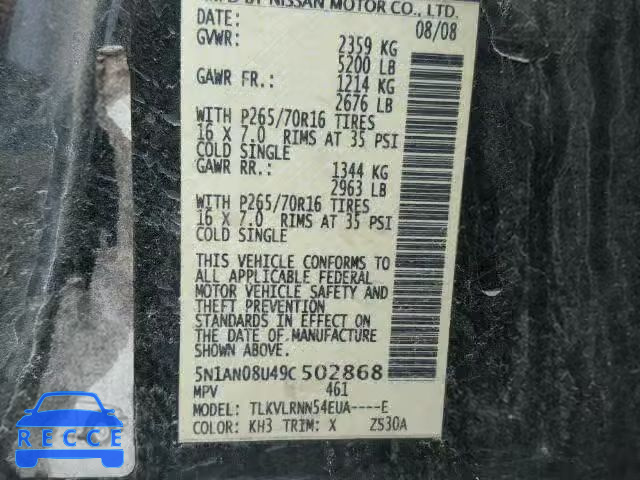 MFD BY NISSAN MOTOR CO., LTD.
DATE: 08/08
GVWR: 2359 KG
5200 LB
GAWR FR.: 1214 KG
2676 LB
WITH P265/70R16 TIRES
16 X 7.0 RIMS AT 35 PSI
COLD SINGLE
GAWR RR.: 1344 KG
2963 LB
WITH P265/70R16 TIRES
16 X 7.0 RIMS AT 35 PSI
COLD SINGLE
THIS VEHICLE CONFORMS TO
ALL APPLICABLE FEDERAL
MOTOR VEHICLE SAFETY AND
THEFT PREVENTION
STANDARDS IN EFFECT ON
THE DATE OF MANUFACTURE
SHOWN ABOVE.
5N1AN08U49C502868
MPV 461
MODEL: TLKVLRNN54EUA----E
COLOR: KH3 TRIM: X Z530A
RECCE
BID.CARS HISTORY